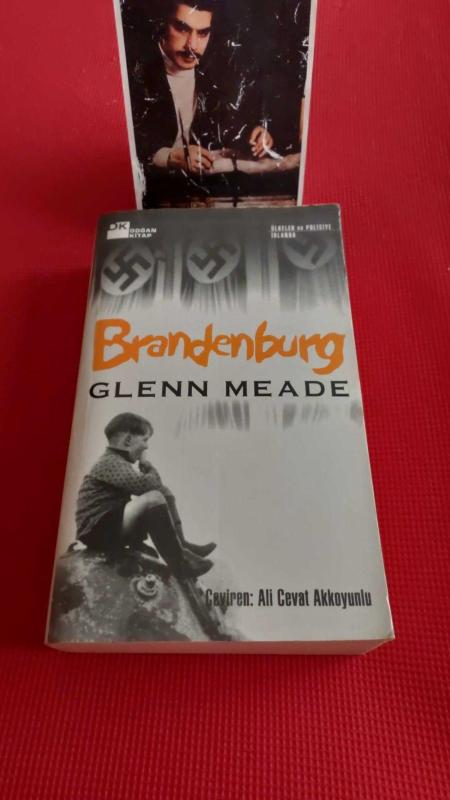 DK
DOĞAN
KİTAP
ÜLKELER ve POLİSİYE
İRLANDA
Brandenburg
GLENN MEADE
Çeviren: Ali Cevat Akkoyunlu